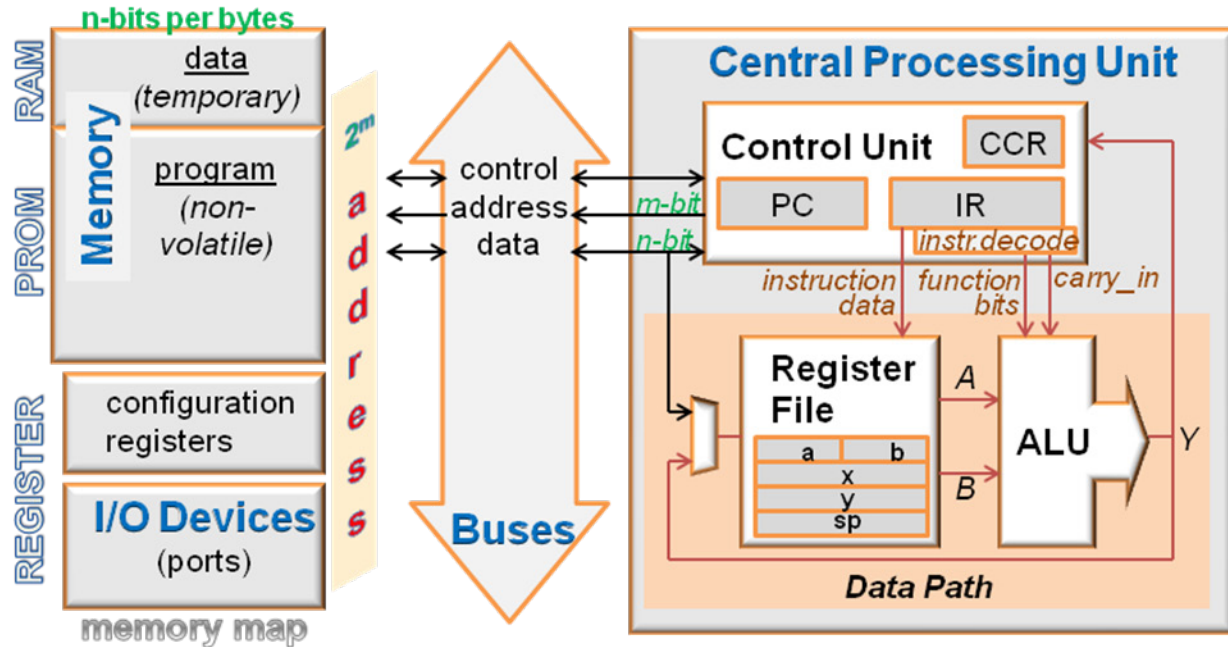 n-bits per bytes
RAM
data
(temporary)
Memory
PROM
program
(non-
volatile)
REGISTER
configuration
registers
I/O Devices
(ports)
memory map
2m
address
control
address
data
Buses
Central Processing Unit
Control Unit
CCR
PC
IR
instr.decode
m-bit
n-bit
instruction
data
function
bits
carry_in
Register
File
a
b
x
y
sp
A
B
ALU
Y
Data Path